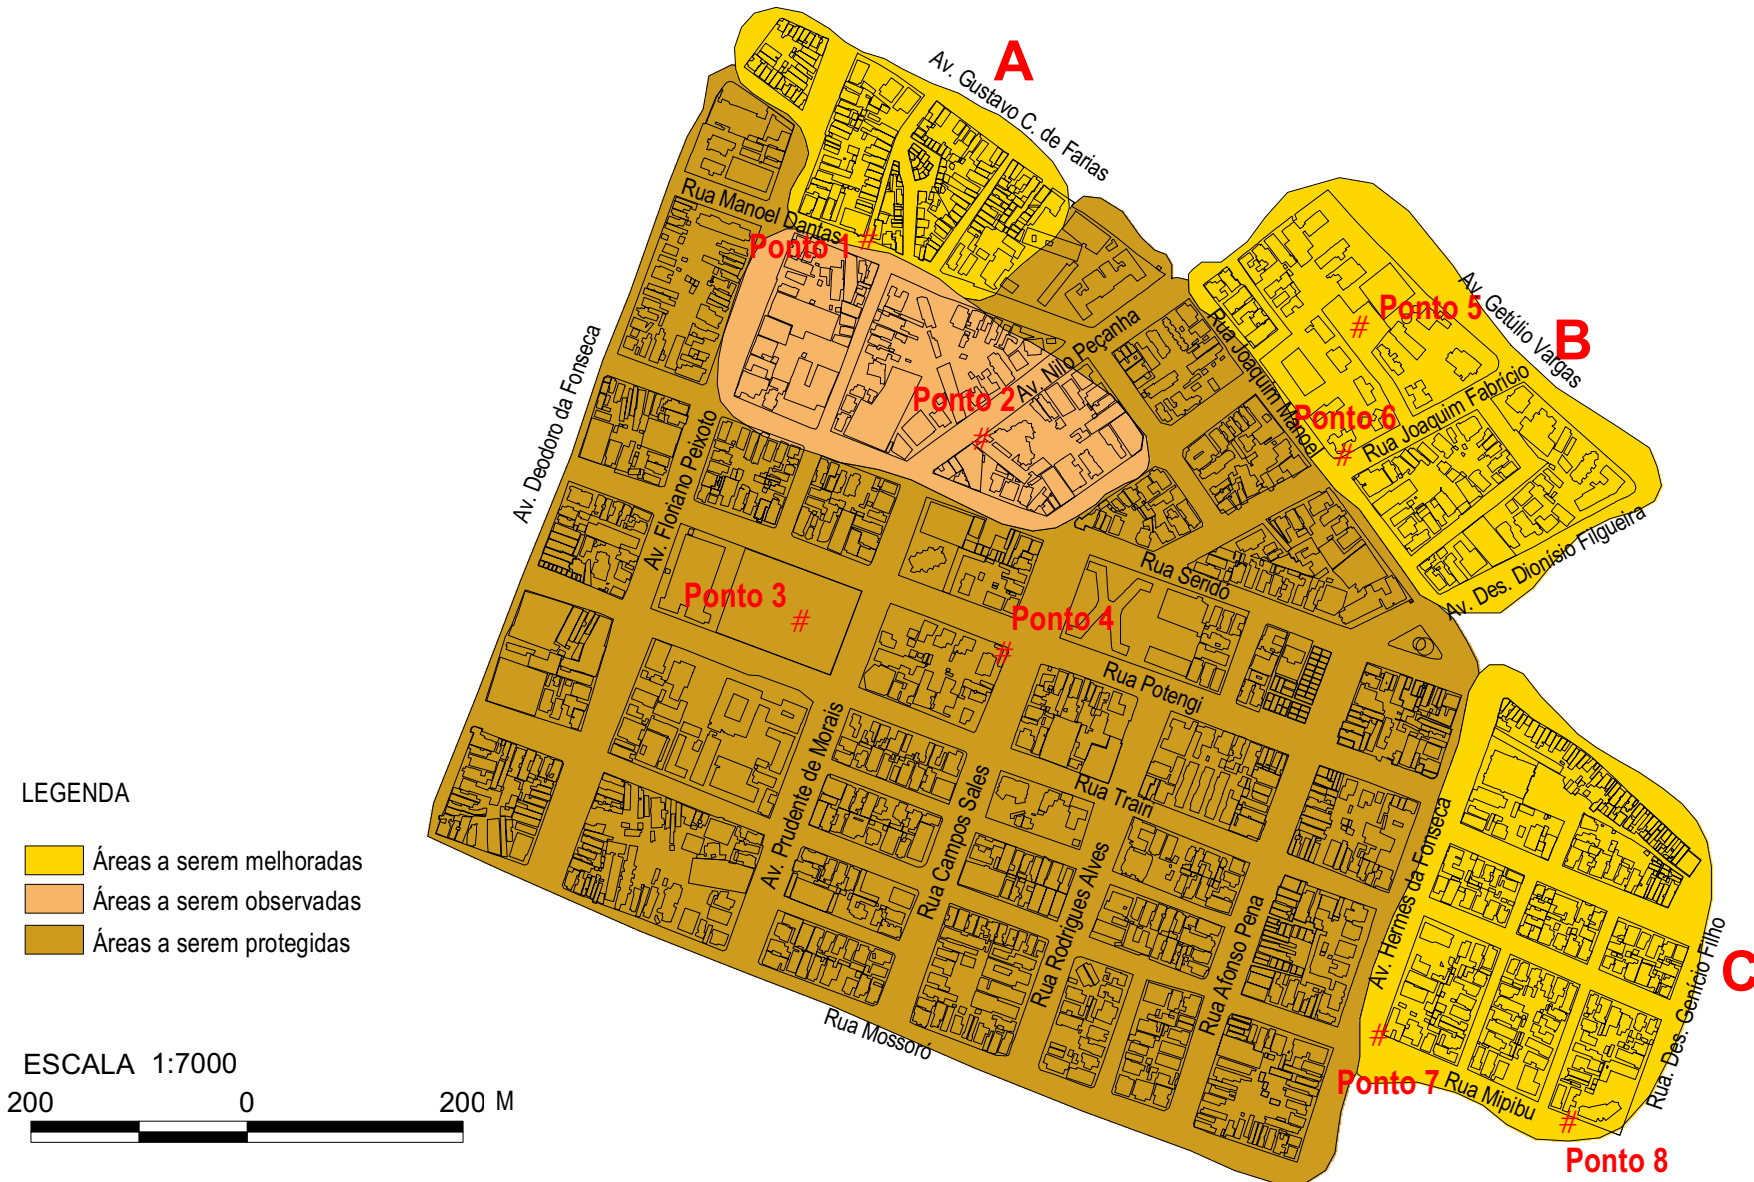 A
Av. Gustavo C. de Farias
Rua Manoel Dantas
Ponto 1
Av. Getúlio Vargas
Ponto 5
B
Rua Joaquim Manoel
Av. Nilo Peçanha
Ponto 2
Ponto 6
Rua Joaquim Fabrício
Av. Deodoro da Fonseca
Av. Floriano Peixoto
Av. Des. Dionísio Filgueira
Rua Seridó
Ponto 3
Ponto 4
Rua Potengi
Av. Prudente de Morais
Rua Campos Sales
Rua Trairi
Rua Rodrigues Alves
Rua Afonso Pena
Av. Hermes da Fonseca
C
Rua. Des. Genício Filho
Rua Mossoró
Ponto 7
Rua Mipibu
Ponto 8
LEGENDA
Áreas a serem melhoradas
Áreas a serem observadas
Áreas a serem protegidas
ESCALA 1:7000
200 0 200 M